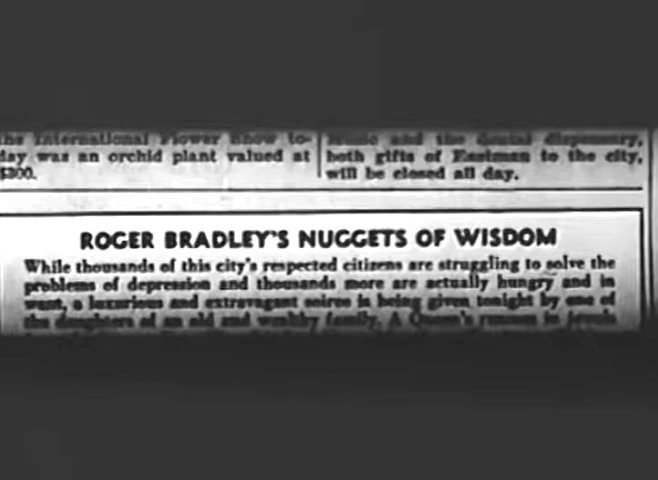 the International Flower Show to-
day was an orchid plant valued at
$300.
Music and the dental dispensary,
both gifts of Eastman to the city,
will be closed all day.
ROGER BRADLEY'S NUGGETS OF WISDOM
While thousands of this city's respected citizens are struggling to solve the
problems of depression and thousands more are actually hungry and in
want, a luxurious and extravagant soiree is being given tonight by one of
the daughters of an old and wealthy family. A Queen's ransom in jewels